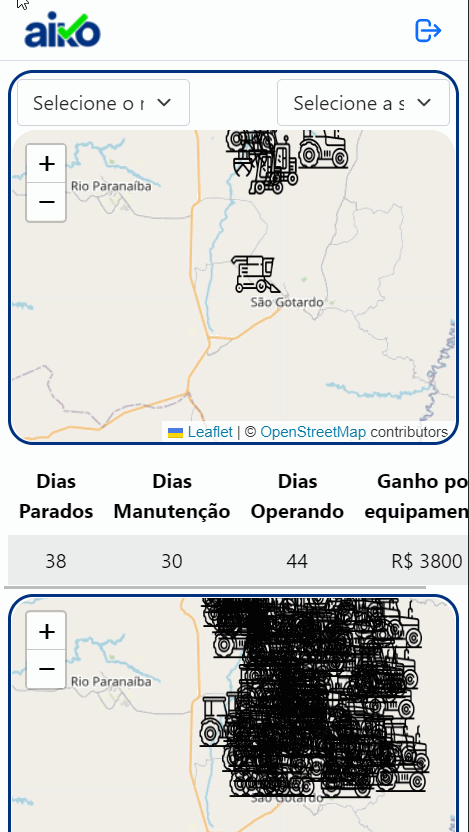 aiko
Selecione o r
Selecione a s
+
−
Rio Paranaíba
São Gotardo
Leaflet | © OpenStreetMap contributors
Dias Parados
Dias Manutenção
Dias Operando
Ganho po
equipamen
38 30 44 R$ 3800
+
−
Rio Paranaíba
São Gotardo